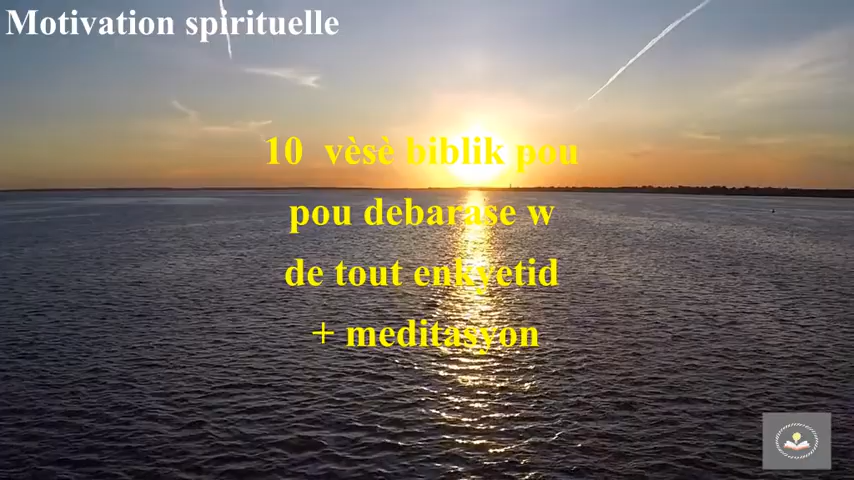 Motivation spirituelle
10 vèsè biblik pou
pou debarase w
de tout enkyetid
+ meditasyon